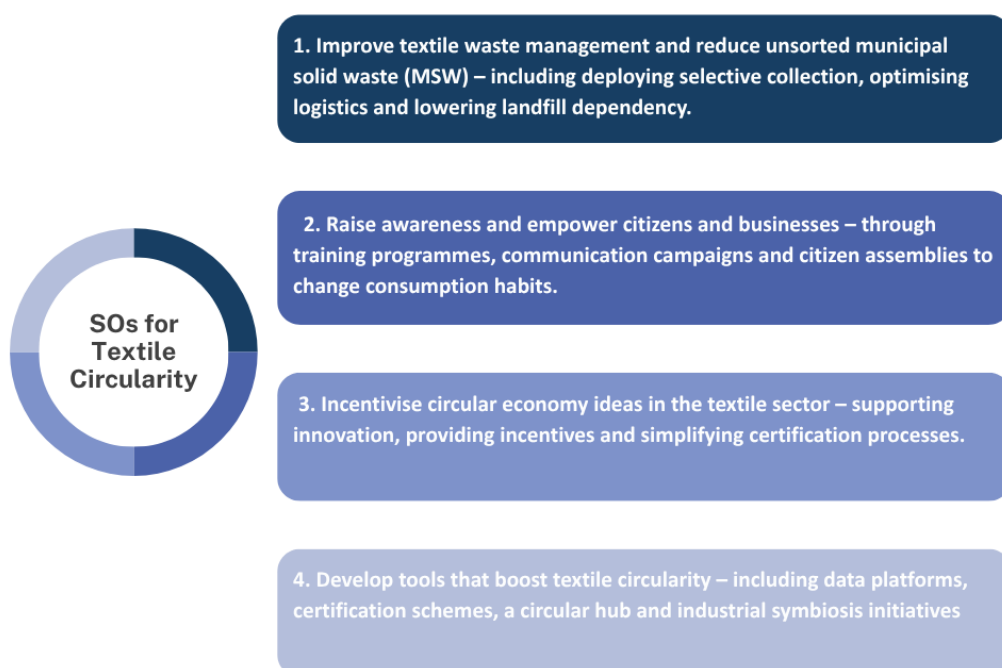 1. Improve textile waste management and reduce unsorted municipal
solid waste (MSW) – including deploying selective collection, optimising
logistics and lowering landfill dependency.
2. Raise awareness and empower citizens and businesses – through
training programmes, communication campaigns and citizen assemblies to
change consumption habits.
SOs for
Textile
Circularity
3. Incentivise circular economy ideas in the textile sector – supporting
innovation, providing incentives and simplifying certification processes.
4. Develop tools that boost textile circularity – including data platforms,
certification schemes, a circular hub and industrial symbiosis initiatives